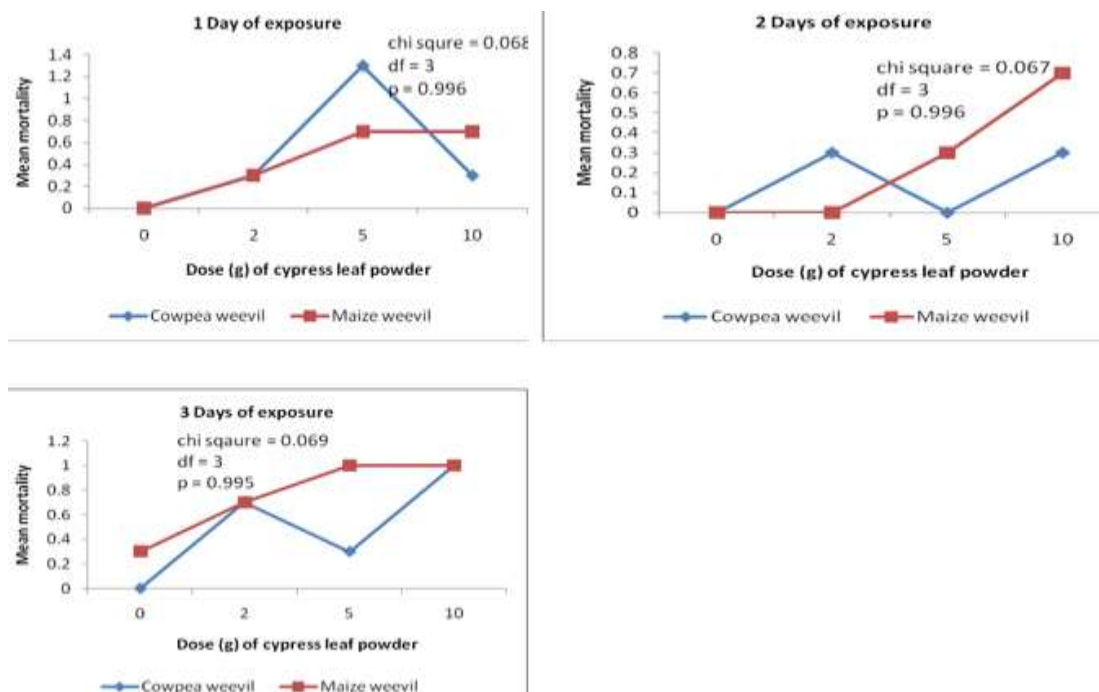 1 Day of exposure
chi squre = 0.068
df = 3
p = 0.996
Mean mortality
1.4
1.2
1
0.8
0.6
0.4
0.2
0
0 2 5 10
Dose (g) of cypress leaf powder
Cowpea weevil Maize weevil
2 Days of exposure
chi square = 0.067
df = 3
p = 0.996
Mean mortality
0.8
0.7
0.6
0.5
0.4
0.3
0.2
0.1
0
0 2 5 10
Dose (g) of cypress leaf powder
Cowpea weevil Maize weevil
3 Days of exposure
chi sqaure = 0.069
df = 3
p = 0.995
Mean mortality
1.2
1
0.8
0.6
0.4
0.2
0
0 2 5 10
Dose (g) of cypress leaf powder
Cowpea weevil Maize weevil